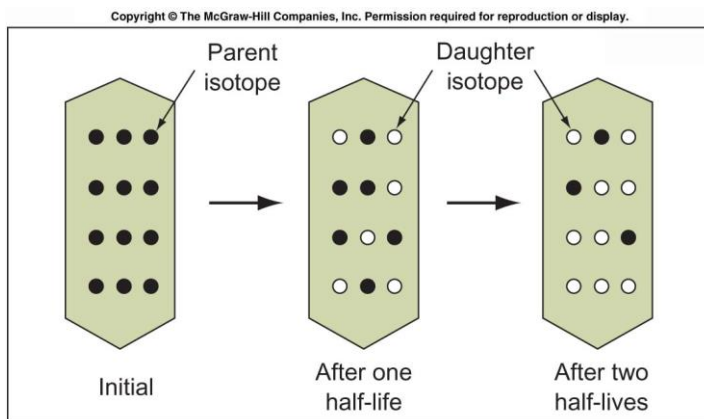 Copyright © The McGraw-Hill Companies, Inc. Permission required for reproduction or display.
Parent
isotope
Daughter
isotope
Initial
After one
half-life
After two
half-lives